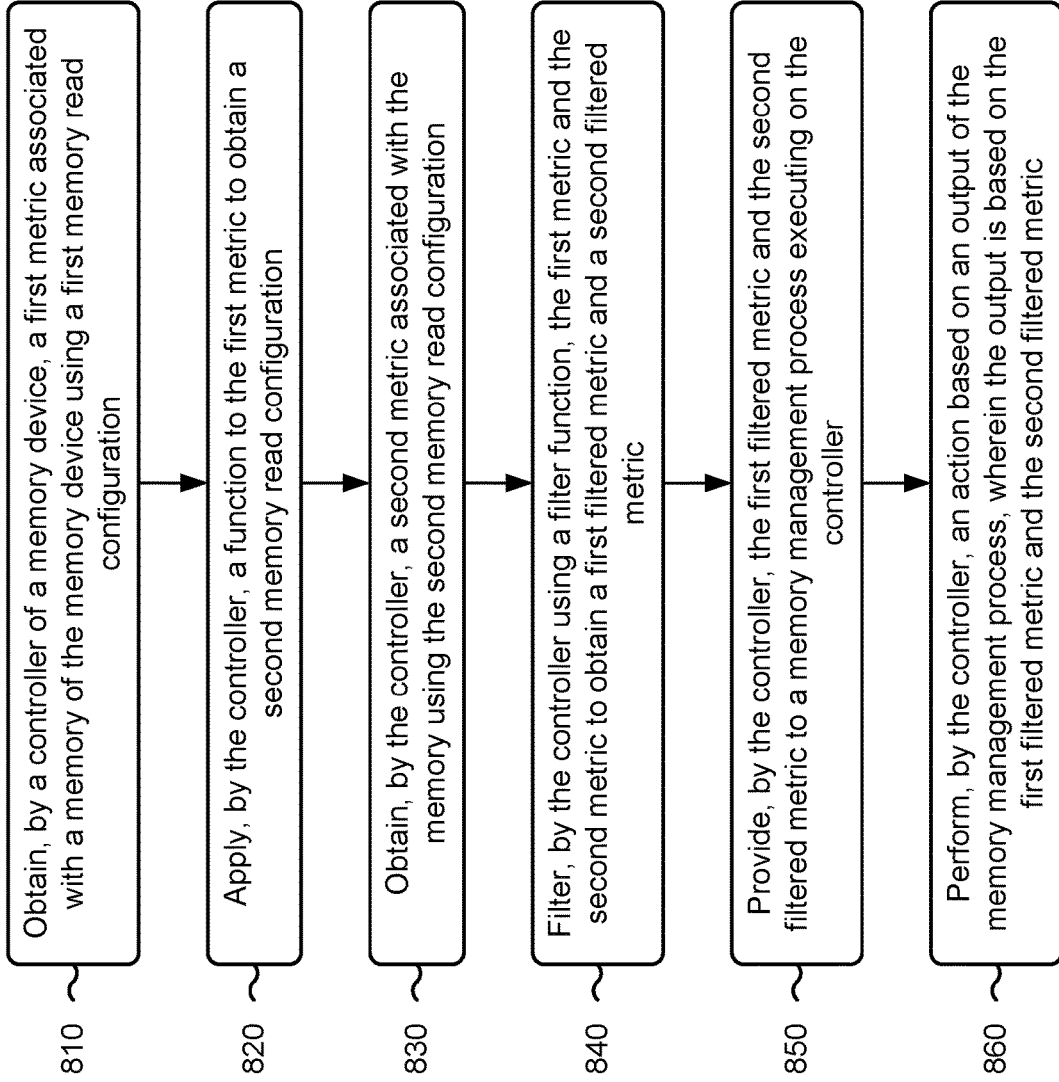 810
Obtain, by a controller of a memory device, a first metric associated
with a memory of the memory device using a first memory read
configuration
820
Apply, by the controller, a function to the first metric to obtain a
second memory read configuration
830
Obtain, by the controller, a second metric associated with the
memory using the second memory read configuration
840
Filter, by the controller using a filter function, the first metric and the
second metric to obtain a first filtered metric and a second filtered
metric
850
Provide, by the controller, the first filtered metric and the second
filtered metric to a memory management process executing on the
controller
860
Perform, by the controller, an action based on an output of the
memory management process, wherein the output is based on the
first filtered metric and the second filtered metric